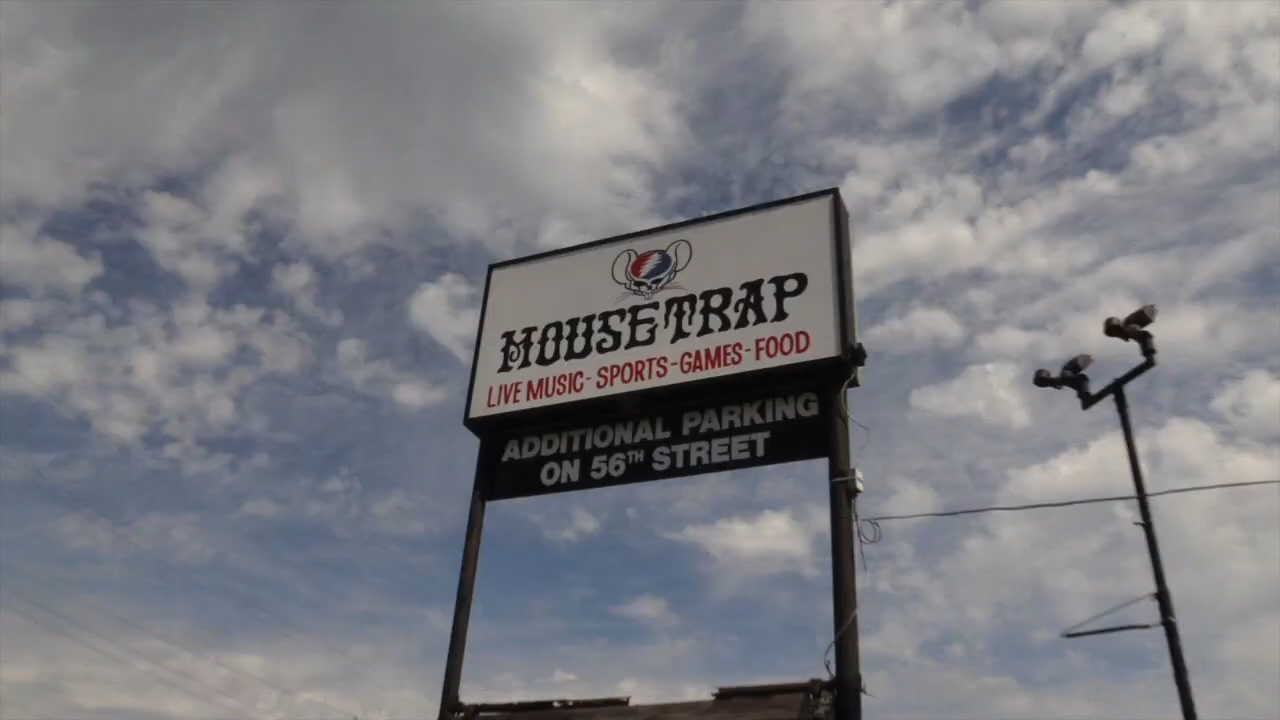 MOUSETRAP
LIVE MUSIC - SPORTS - GAMES - FOOD
ADDITIONAL PARKING
ON 56TH STREET